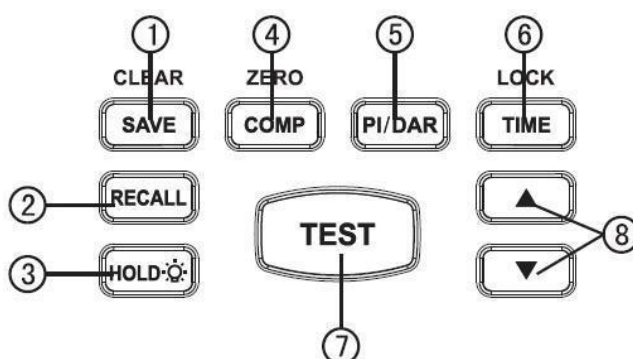 ① ④ ⑤ ⑥
CLEAR ZERO LOCK
SAVE COMP PI/DAR TIME
② RECALL ▲
TEST
⑧
③ HOLD ▼
⑦